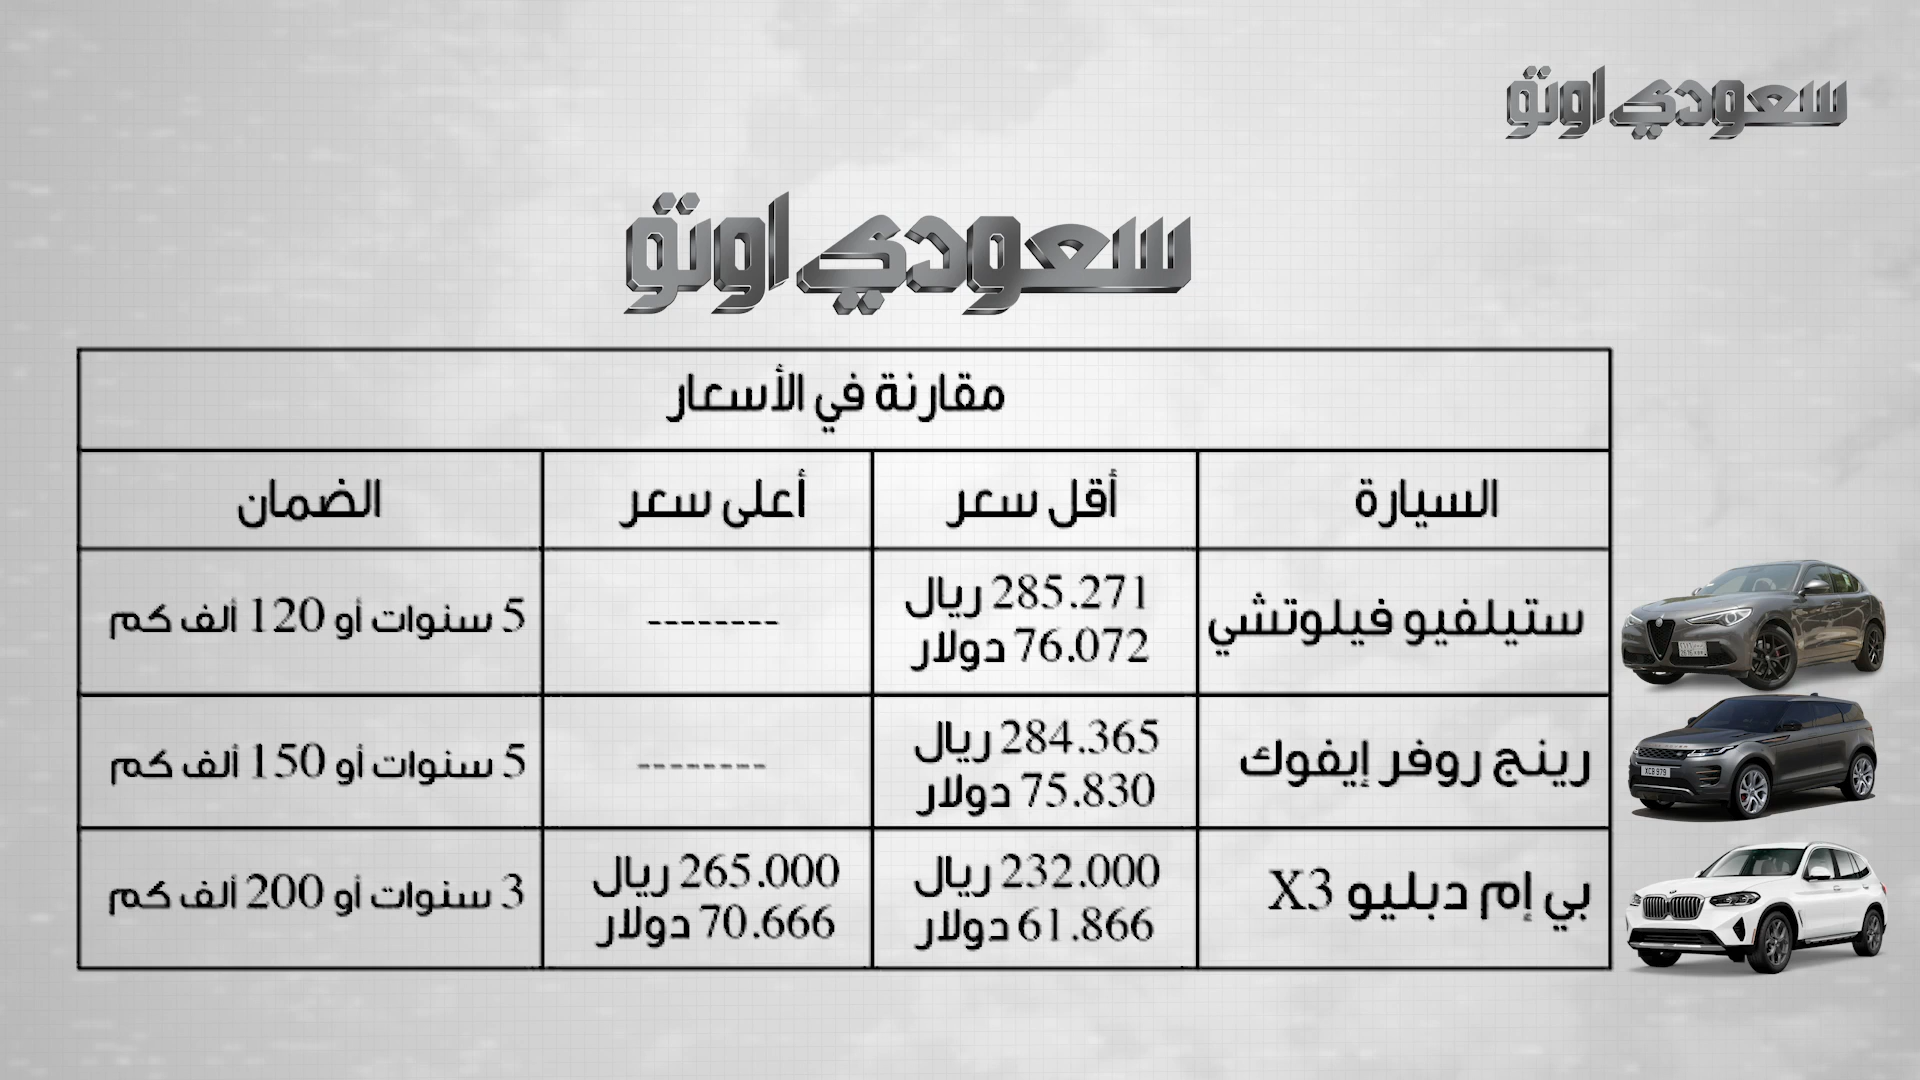 سعودي اوتو
سعودي اوتو
مقارنة في الأسعار
السيارة
أقل سعر
أعلى سعر
الضمان
ستيلفيو فيلوتشي
285.271 ريال
76.072 دولار
--------
5 سنوات أو 120 ألف كم
رينج روفر إيفوك
284.365 ريال
75.830 دولار
--------
5 سنوات أو 150 ألف كم
بي إم دبليو X3
232.000 ريال
61.866 دولار
265.000 ريال
70.666 دولار
3 سنوات أو 200 ألف كم
XCB 979